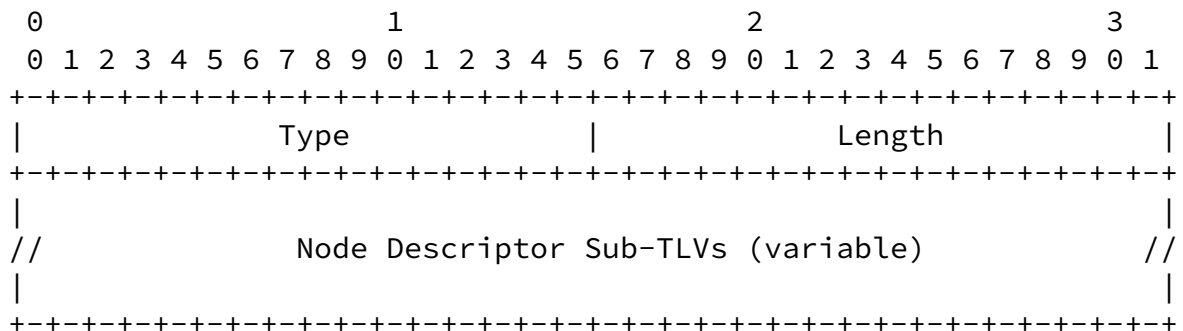 0                   1                   2                   3
 0 1 2 3 4 5 6 7 8 9 0 1 2 3 4 5 6 7 8 9 0 1 2 3 4 5 6 7 8 9 0 1
+-+-+-+-+-+-+-+-+-+-+-+-+-+-+-+-+-+-+-+-+-+-+-+-+-+-+-+-+-+-+-+-+
|              Type             |             Length            |
+-+-+-+-+-+-+-+-+-+-+-+-+-+-+-+-+-+-+-+-+-+-+-+-+-+-+-+-+-+-+-+-+
|                                                               |
//              Node Descriptor Sub-TLVs (variable)            //
|                                                               |
+-+-+-+-+-+-+-+-+-+-+-+-+-+-+-+-+-+-+-+-+-+-+-+-+-+-+-+-+-+-+-+-+